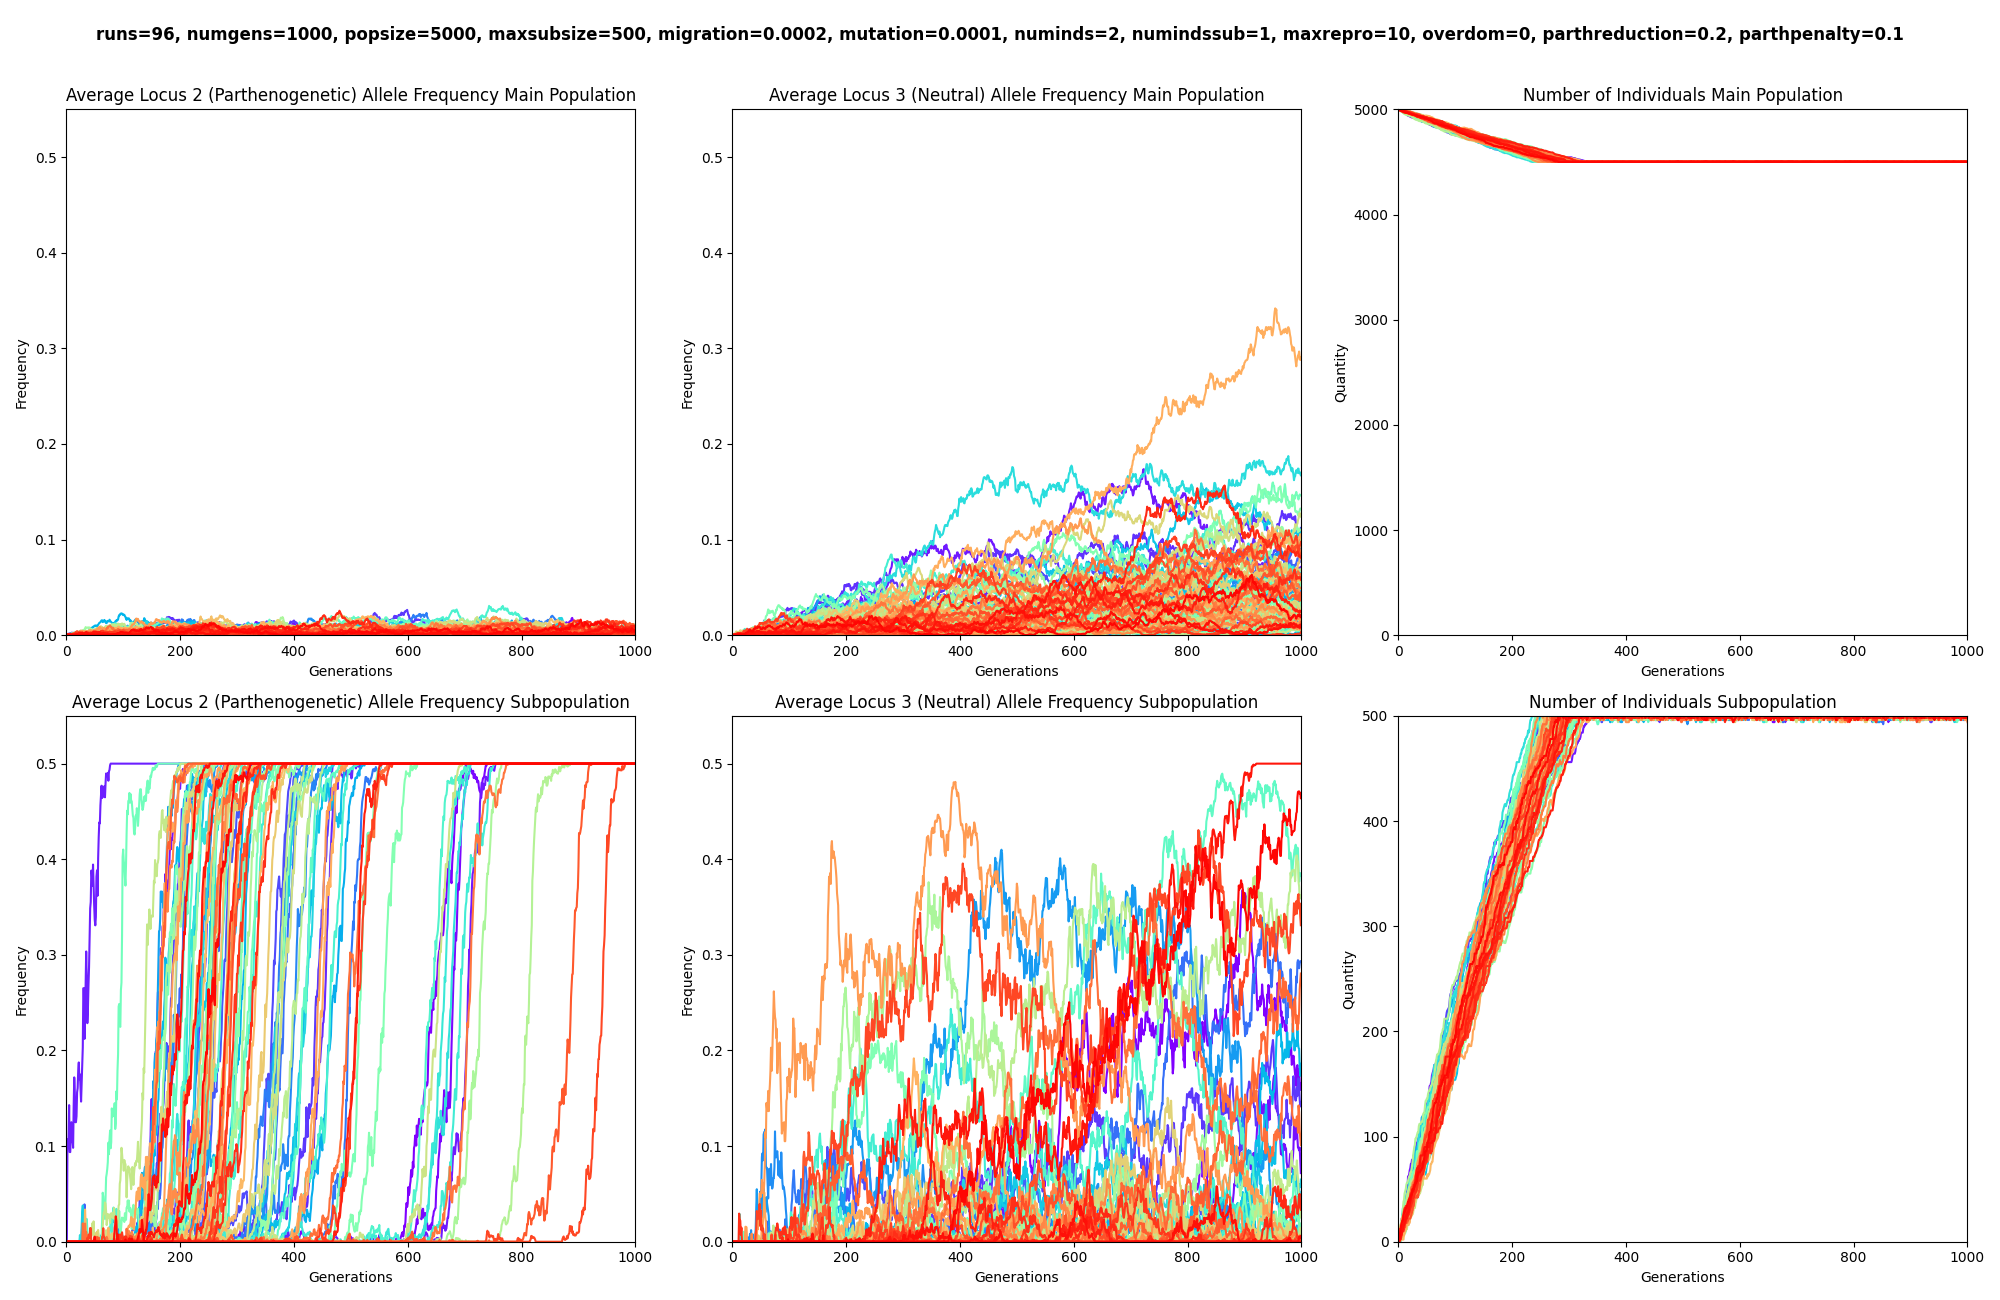 runs=96, numgens=1000, popsize=5000, maxsubsize=500, migration=0.0002, mutation=0.0001, numinds=2, numindssub=1, maxrepro=10, overdom=0, parthreduction=0.2, parthpenalty=0.1
Average Locus 2 (Parthenogenetic) Allele Frequency Main Population
Frequency
0.5
0.4
0.3
0.2
0.1
0.0
0 200 400 600 800 1000
Generations
Average Locus 3 (Neutral) Allele Frequency Main Population
Frequency
0.5
0.4
0.3
0.2
0.1
0.0
0 200 400 600 800 1000
Generations
Number of Individuals Main Population
Quantity
5000
4000
3000
2000
1000
0
0 200 400 600 800 1000
Generations
Average Locus 2 (Parthenogenetic) Allele Frequency Subpopulation
Frequency
0.5
0.4
0.3
0.2
0.1
0.0
0 200 400 600 800 1000
Generations
Average Locus 3 (Neutral) Allele Frequency Subpopulation
Frequency
0.5
0.4
0.3
0.2
0.1
0.0
0 200 400 600 800 1000
Generations
Number of Individuals Subpopulation
Quantity
500
400
300
200
100
0
0 200 400 600 800 1000
Generations